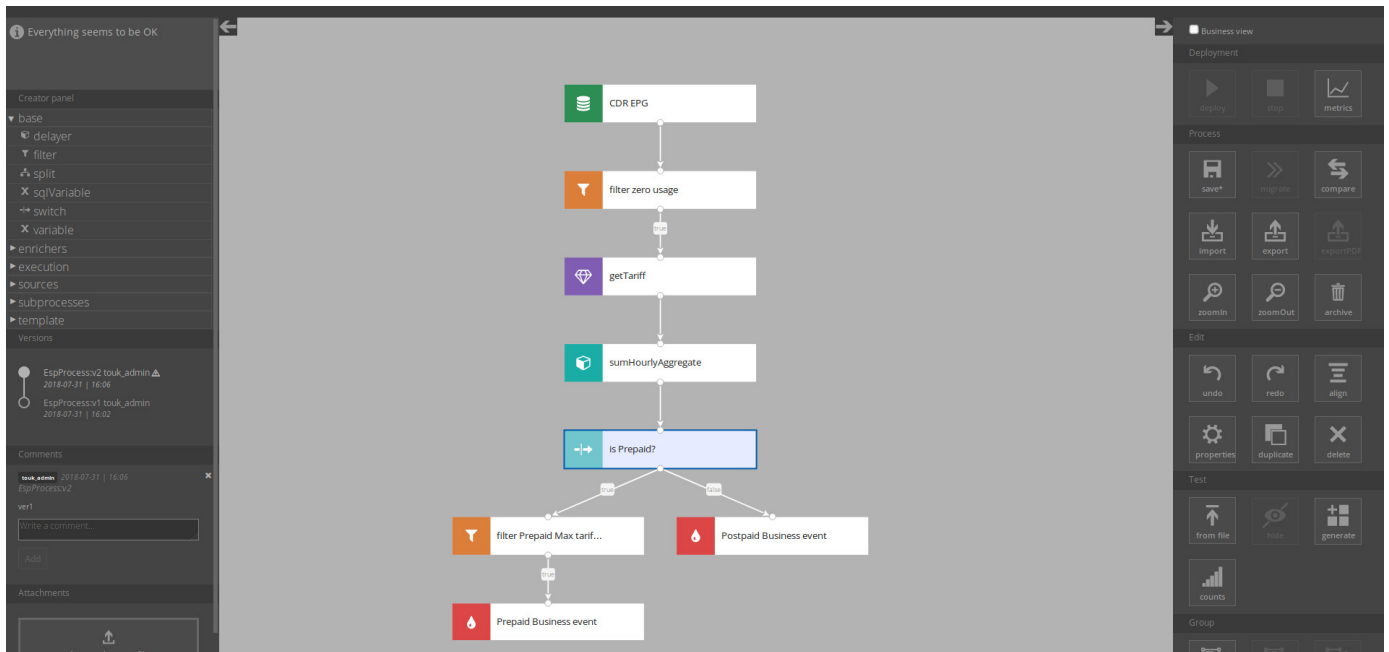 Everything seems to be OK
Creator panel
base
delayer
filter
split
sqlVariable
switch
variable
enrichers
execution
sources
subprocesses
template
Versions
EspProcess:v2 touk_admin
2018-07-31 | 16:06
EspProcess:v1 touk_admin
2018-07-31 | 16:02
Comments
touk_admin 2018-07-31 | 16:06
EspProcess:v2
ver1
Write a comment...
Add
Attachments
CDR EPG
filter zero usage
true
getTariff
sumHourlyAggregate
is Prepaid?
true
false
filter Prepaid Max tarif...
Postpaid Business event
true
Prepaid Business event
Business view
Deployment
deploy
stop
metrics
Process
save*
migrate
compare
import
export
exportPDF
zoomIn
zoomOut
archive
Edit
undo
redo
align
properties
duplicate
delete
Test
from file
hide
generate
counts
Group